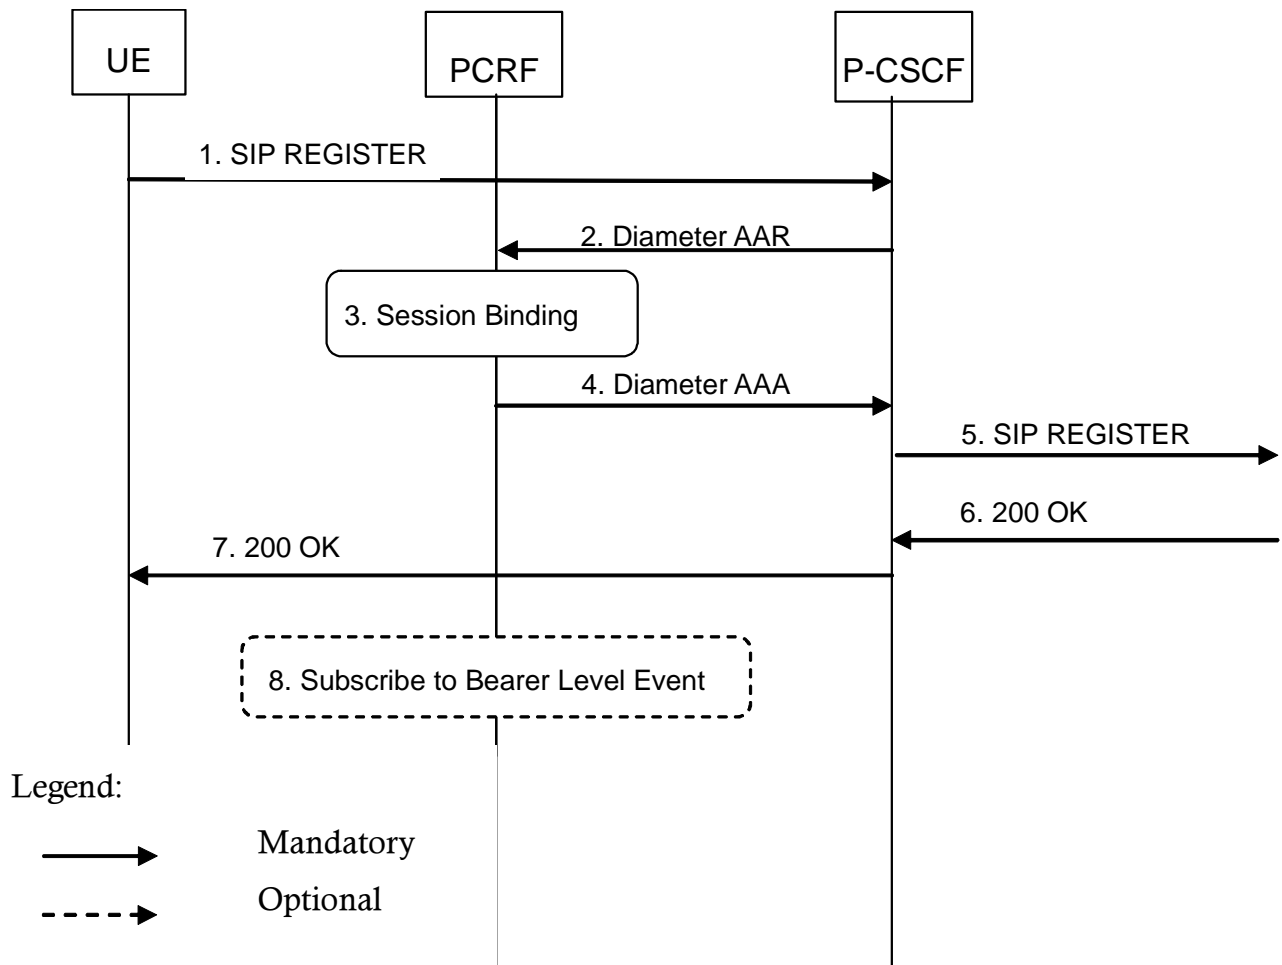 UE
PCRF
P-CSCF
1. SIP REGISTER
2. Diameter AAR
3. Session Binding
4. Diameter AAA
5. SIP REGISTER
6. 200 OK
7. 200 OK
8. Subscribe to Bearer Level Event
Legend:
Mandatory
Optional